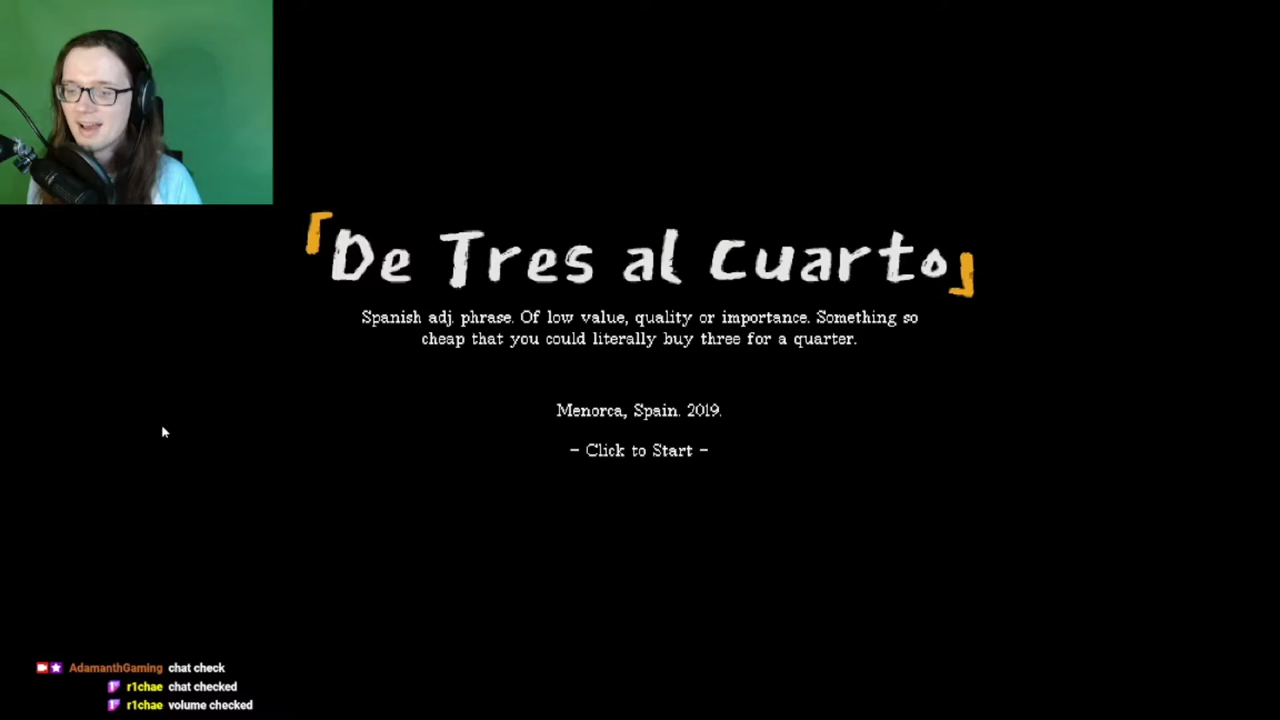 「De Tres al Cuarto」
Spanish adj. phrase. Of low value, quality or importance. Something so
cheap that you could literally buy three for a quarter.
Menorca, Spain. 2019.
- Click to Start -
AdamanthGaming chat check
r1chae chat checked
r1chae volume checked